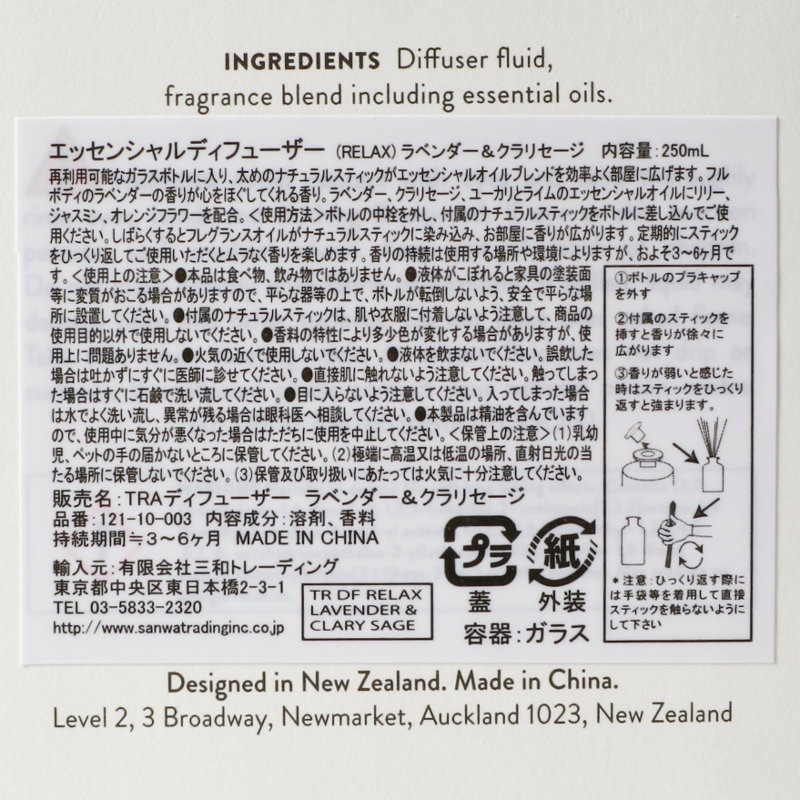 INGREDIENTS Diffuser fluid,
fragrance blend including essential oils.
エッセンシャルディフューザー (RELAX) ラベンダー&クラリセージ 内容量:250mL
再利用可能なガラスボトルに入り、太めのナチュラルスティックがエッセンシャルオイルブレンドを効率よく部屋に広げます。フル
ボディのラベンダーの香りが心をほぐしてくれる香り。ラベンダー、クラリセージ、ユーカリとライムのエッセンシャルオイルにリリー、
ジャスミン、オレンジフラワーを配合。<使用方法>ボトルの中栓を外し、付属のナチュラルスティックをボトルに差し込んでご使
用ください。しばらくするとフレグランスオイルがナチュラルスティックに染み込み、お部屋に香りが広がります。定期的にスティック
をひっくり返してご使用いただくとムラなく香りを楽しめます。香りの持続は使用する場所や環境によりますが、およそ3~6ヶ月で
す。<使用上の注意>●本品は食べ物、飲み物ではありません。●液体がこぼれると家具の塗装面
等に変質がおこる場合がありますので、平らな器等の上で、ボトルが転倒しないよう、安全で平らな場
所に設置してください。●付属のナチュラルスティックは、肌や衣服に付着しないよう注意して、商品の
使用目的以外で使用しないでください。●香料の特性により多少色が変化する場合がありますが、使
用上に問題ありません。●火気の近くで使用しないでください。●液体を飲まないでください。誤飲した
場合は吐かずにすぐに医師に診せてください。●直接肌に触れないよう注意してください。触ってしまっ
た場合はすぐに石鹸で洗い流してください。●目に入らないよう注意してください。入ってしまった場合
は水でよく洗い流し、異常が残る場合は眼科医へ相談してください。●本製品は精油を含んでいます
ので、使用中に気分が悪くなった場合はただちに使用を中止してください。<保管上の注意>(1)乳幼
児、ペットの手の届かないところに保管してください。(2)極端に高温又は低温の場所、直射日光の当
たる場所に保管しないでください。(3)保管及び取り扱いにあたっては火気に十分注意してください。
販売名:TRAディフューザー ラベンダー&クラリセージ
品番:121-10-003 内容成分:溶剤、香料
持続期間≒3~6ヶ月 MADE IN CHINA
輸入元:有限会社三和トレーディング
東京都中央区東日本橋2-3-1
TEL 03-5833-2320
http://www.sanwatradinginc.co.jp
TR DF RELAX
LAVENDER &
CLARY SAGE
プラ 紙
蓋 外装
容器:ガラス
①ボトルのプラキャップ
を外す
②付属のスティックを
挿すと香りが徐々に
広がります
③香りが弱いと感じた
時はスティックをひっくり
返すと強まります。
*注意:ひっくり返す際に
は手袋等を着用して直接
スティックを触らないように
して下さい
Designed in New Zealand. Made in China.
Level 2, 3 Broadway, Newmarket, Auckland 1023, New Zealand